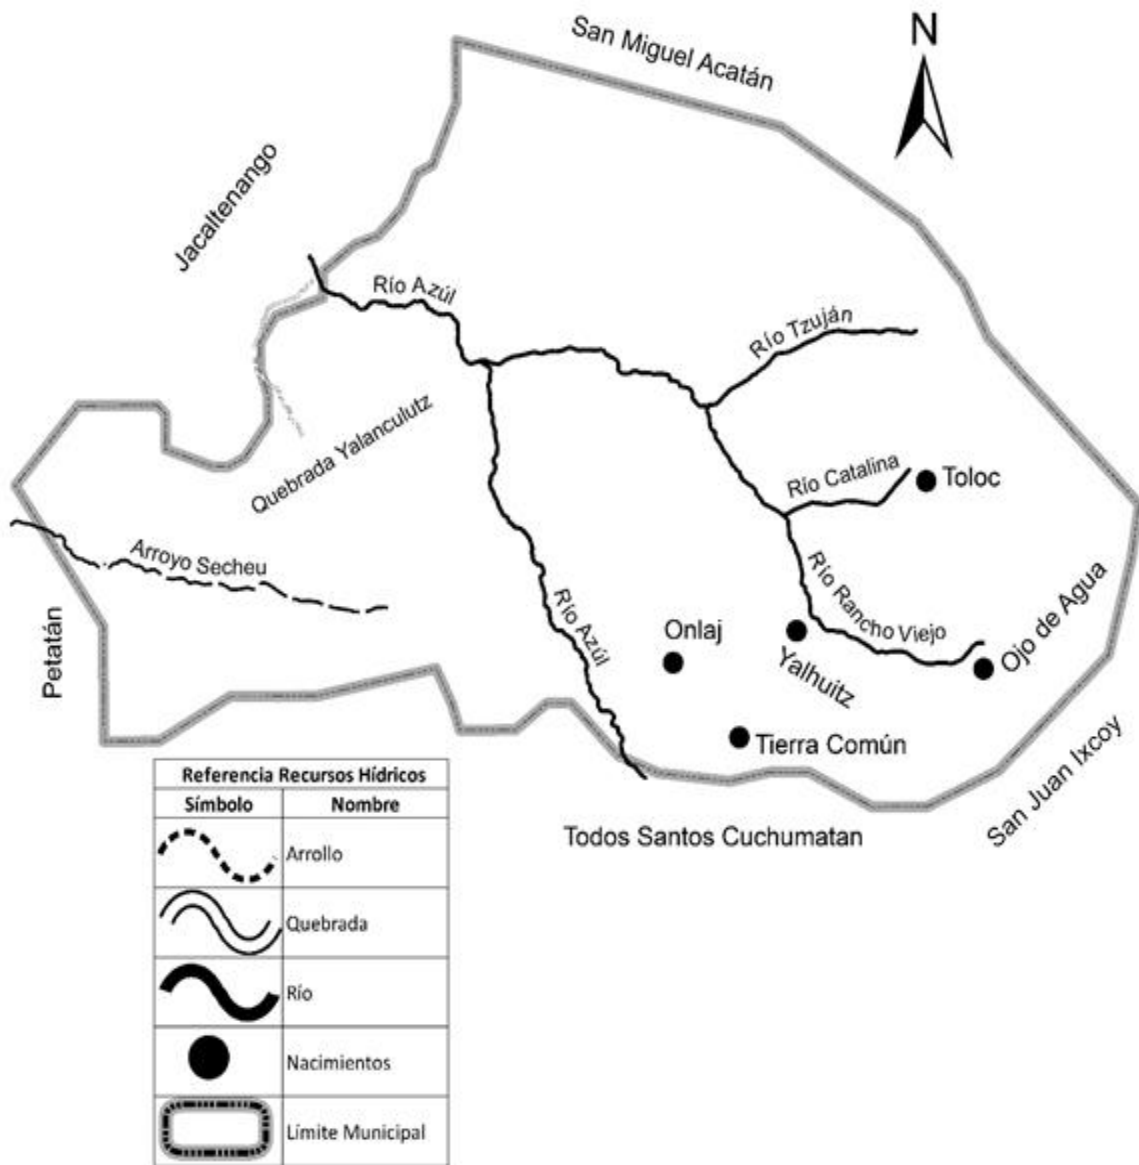 San Miguel Acatán
N
Jacaltenango
Río Azúl
Río Tzuján
Quebrada Yalanculutz
Río Catalina
Toloc
Arroyo Secheu
Río Azúl
Río Rancho Viejo
Ojo de Agua
Onlaj
Yalhuitz
Petatán
Tierra Común
San Juan Ixcoy
Todos Santos Cuchumatan
Referencia Recursos Hídricos
Símbolo Nombre
Arrollo
Quebrada
Río
Nacimientos
Límite Municipal